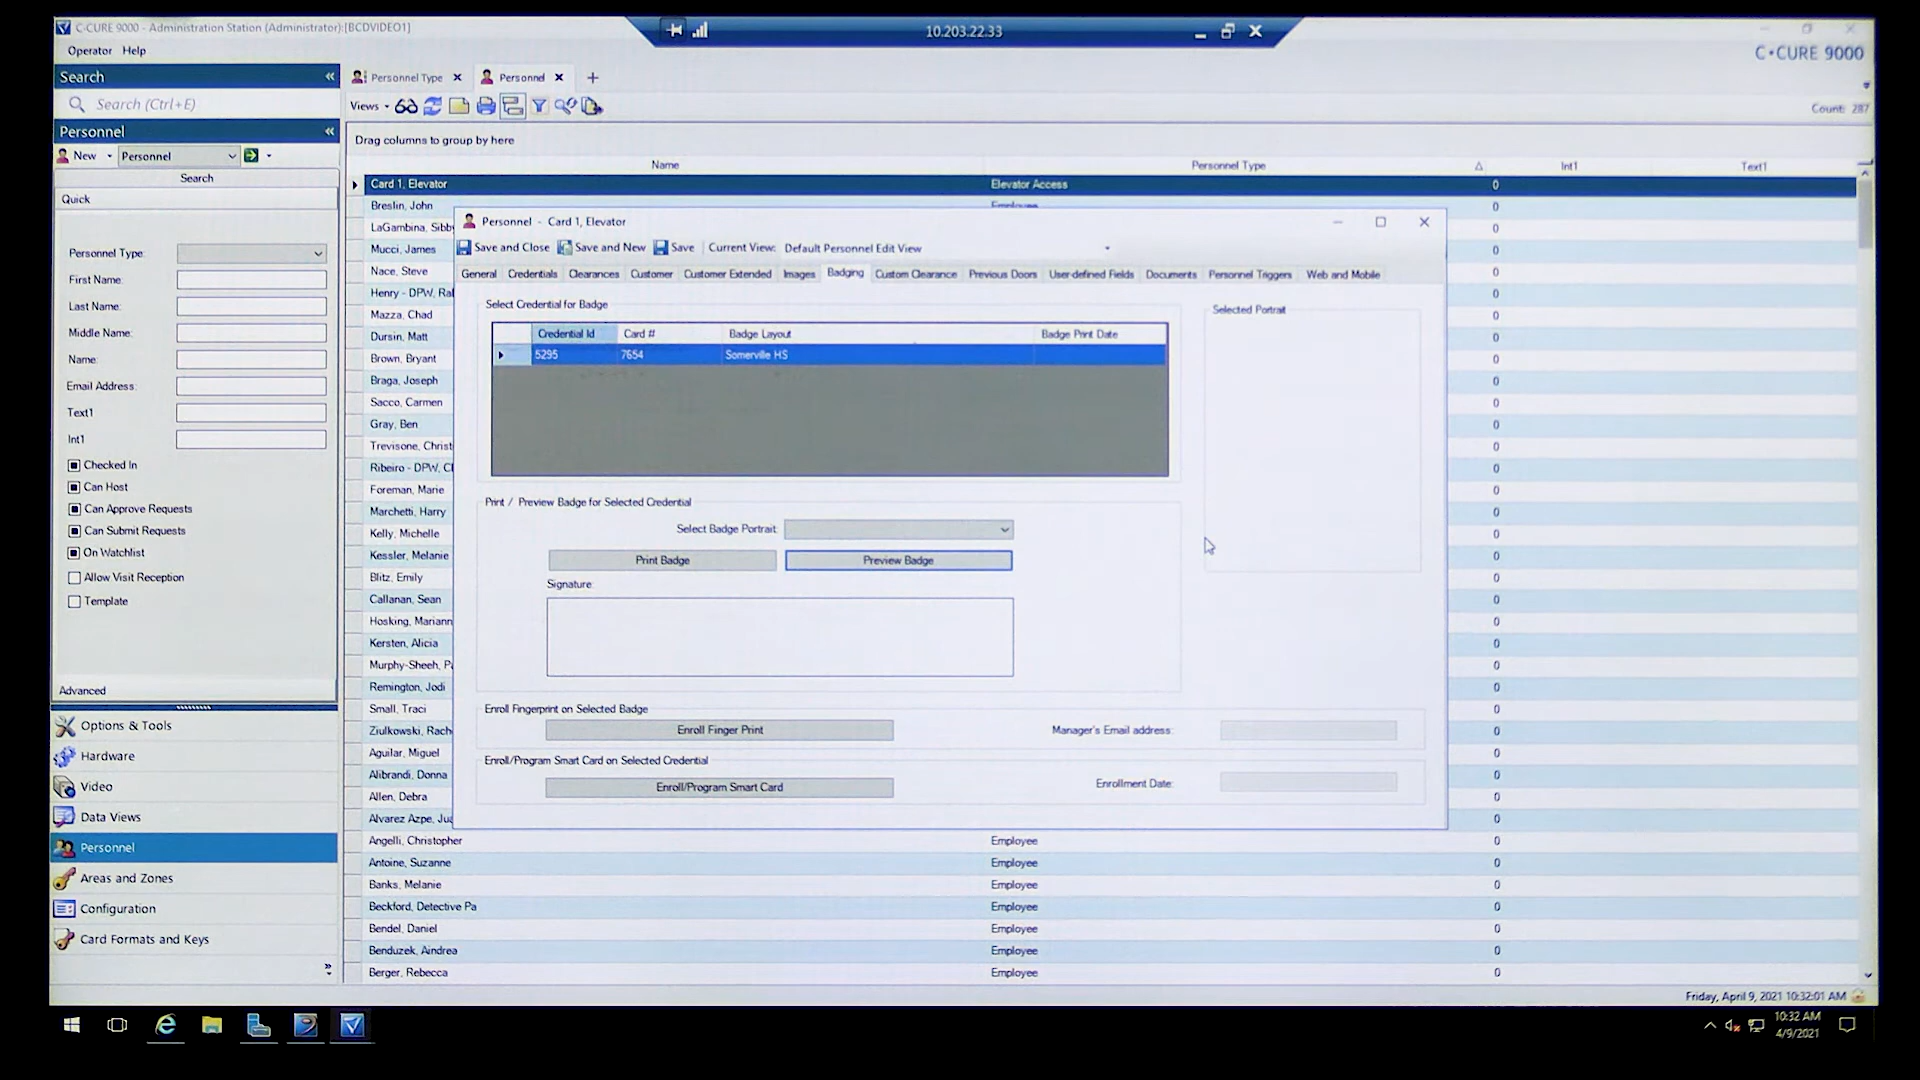 C-CURE 9000 - Administration Station (Administrator):[BCDVIDEO1]
10.203.22.33
Operator Help
C•CURE 9000
Search
Personnel Type
Personnel
Search (Ctrl+E)
Views
Count: 287
Personnel
Drag columns to group by here
New
Personnel
Name
Personnel Type
Int1
Text1
Search
Card 1, Elevator
Elevator Access
0
Quick
Breslin, John
Employee
0
Personnel - Card 1, Elevator
LaGambina, Sibb
0
Save and Close
Save and New
Save
Current View:
Default Personnel Edit View
Personnel Type:
Mucci, James
0
General Credentials Clearances Customer Customer Extended Images Badging Custom Clearance Previous Doors User-defined Fields Documents Personnel Triggers Web and Mobile
First Name:
Nace, Steve
0
Henry - DPW, Ral
0
Last Name:
Select Credential for Badge
Selected Portrait
Mazza, Chad
0
Middle Name:
Credential Id
Card #
Badge Layout
Badge Print Date
Dursin, Matt
0
5295
7654
Somerville HS
Name:
Brown, Bryant
0
Email Address:
Braga, Joseph
0
Text1
Sacco, Carmen
0
Gray, Ben
0
Int1
Trevisone, Christ
0
Checked In
Ribeiro - DPW, Cl
0
Can Host
Foreman, Marie
0
Print / Preview Badge for Selected Credential
Can Approve Requests
Marchetti, Harry
0
Can Submit Requests
Kelly, Michelle
Select Badge Portrait:
0
On Watchlist
Kessler, Melanie
Print Badge
Preview Badge
0
Allow Visit Reception
Blitz, Emily
Signature:
0
Template
Callanan, Sean
0
Hosking, Mariann
0
Kersten, Alicia
0
Murphy-Sheeh, Pa
0
Advanced
Remington, Jodi
0
Small, Traci
Enroll Fingerprint on Selected Badge
0
Options & Tools
Ziulkowski, Rach
Enroll Finger Print
Manager's Email address:
0
Hardware
Aguilar, Miguel
Enroll/Program Smart Card on Selected Credential
0
Alibrandi, Donna
0
Video
Allen, Debra
Enroll/Program Smart Card
Enrollment Date:
0
Data Views
Alvarez Azpe, Jua
0
Personnel
Angelli, Christopher
Employee
0
Antoine, Suzanne
Employee
0
Areas and Zones
Banks, Melanie
Employee
0
Configuration
Beckford, Detective Pa
Employee
0
Bendel, Daniel
Employee
0
Card Formats and Keys
Benduzek, Aindrea
Employee
0
Berger, Rebecca
Employee
0
Friday, April 9, 2021 10:32:01 AM
10:32 AM
4/9/2021